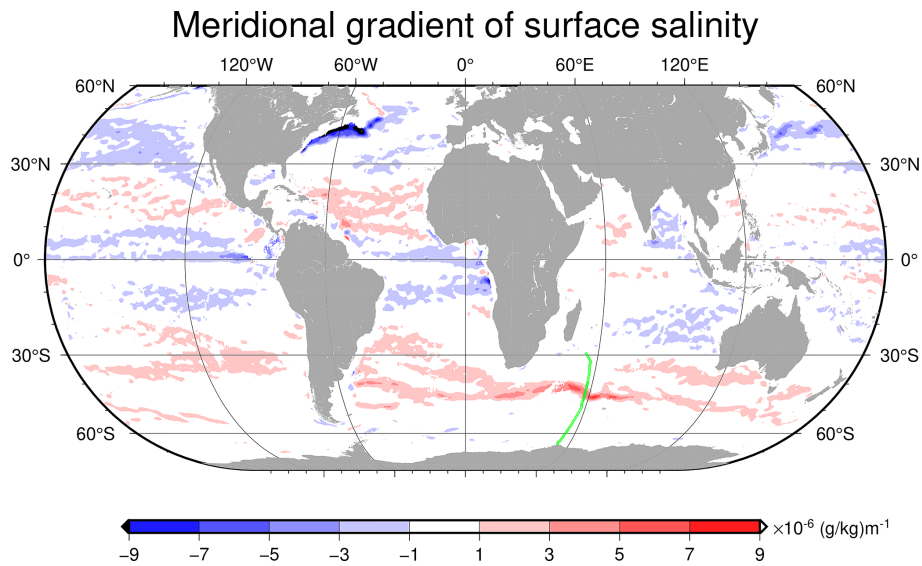 Meridional gradient of surface salinity
120°W 60°W 0° 60°E 120°E
60°N 60°N
30°N 30°N
0° 0°
30°S 30°S
60°S 60°S
×10⁻⁶ (g/kg)m⁻¹
−9 −7 −5 −3 −1 1 3 5 7 9